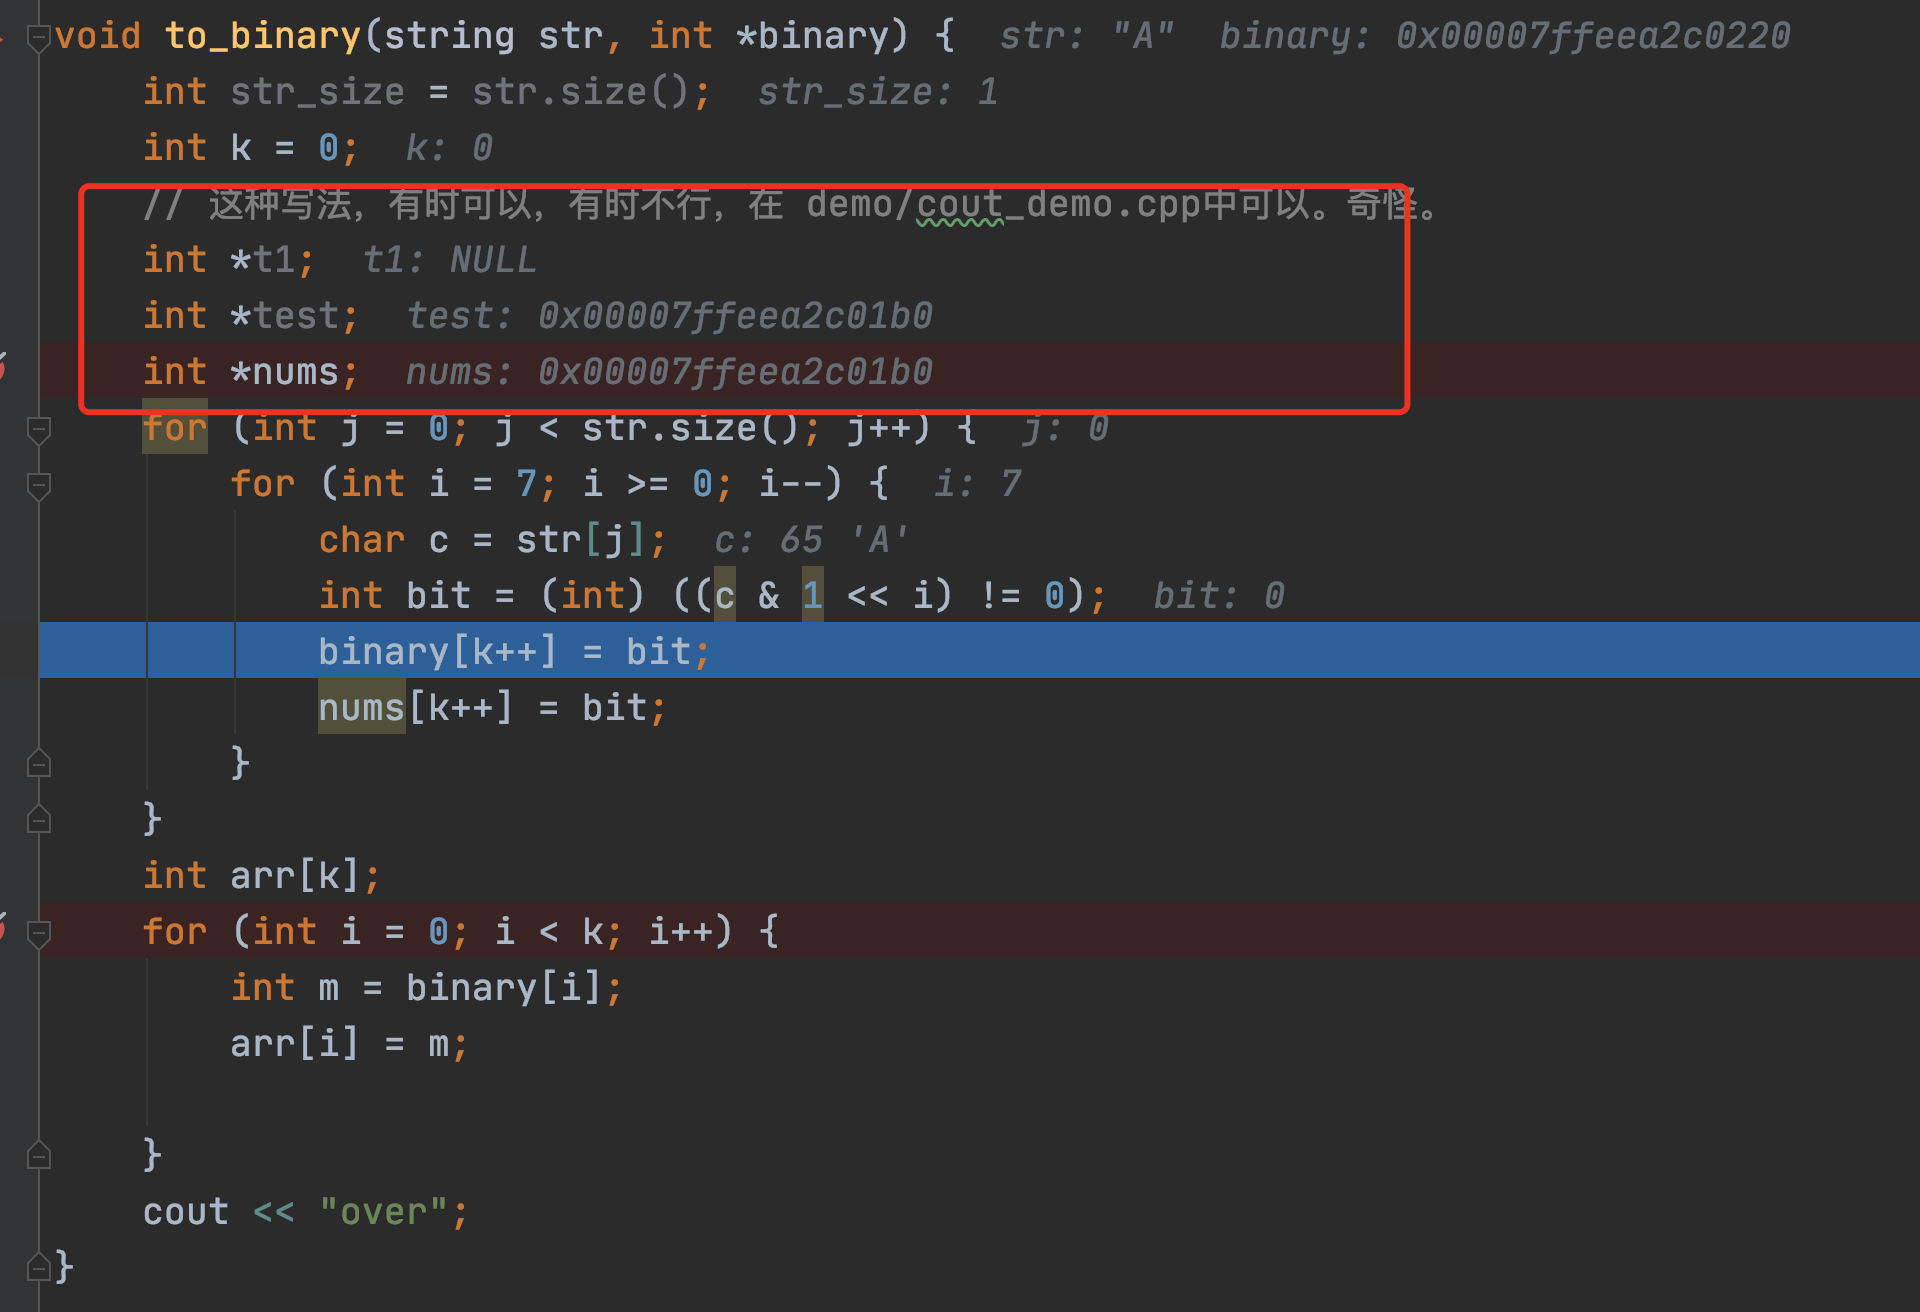 void to_binary(string str, int *binary) {  str: "A"  binary: 0x00007ffeea2c0220
    int str_size = str.size();  str_size: 1
    int k = 0;  k: 0
    // 这种写法，有时可以，有时不行，在 demo/cout_demo.cpp中可以。奇怪。
    int *t1;  t1: NULL
    int *test;  test: 0x00007ffeea2c01b0
    int *nums;  nums: 0x00007ffeea2c01b0
    for (int j = 0; j < str.size(); j++) {  j: 0
        for (int i = 7; i >= 0; i--) {  i: 7
            char c = str[j];  c: 65 'A'
            int bit = (int) ((c & 1 << i) != 0);  bit: 0
            binary[k++] = bit;
            nums[k++] = bit;
        }
    }
    int arr[k];
    for (int i = 0; i < k; i++) {
        int m = binary[i];
        arr[i] = m;
    }
    cout << "over";
}